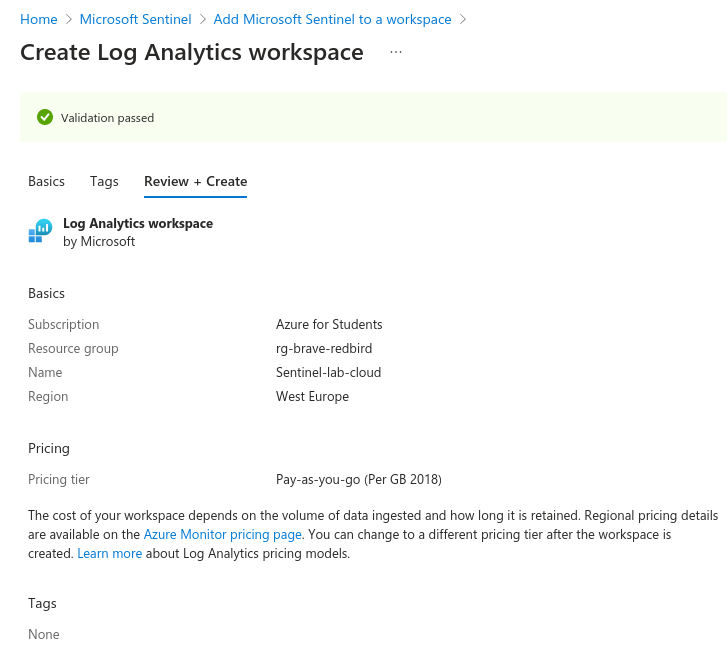 Home > Microsoft Sentinel > Add Microsoft Sentinel to a workspace >
Create Log Analytics workspace ...
Validation passed
Basics Tags Review + Create
Log Analytics workspace
by Microsoft
Basics
Subscription Azure for Students
Resource group rg-brave-redbird
Name Sentinel-lab-cloud
Region West Europe
Pricing
Pricing tier Pay-as-you-go (Per GB 2018)
The cost of your workspace depends on the volume of data ingested and how long it is retained. Regional pricing details
are available on the Azure Monitor pricing page. You can change to a different pricing tier after the workspace is
created. Learn more about Log Analytics pricing models.
Tags
None